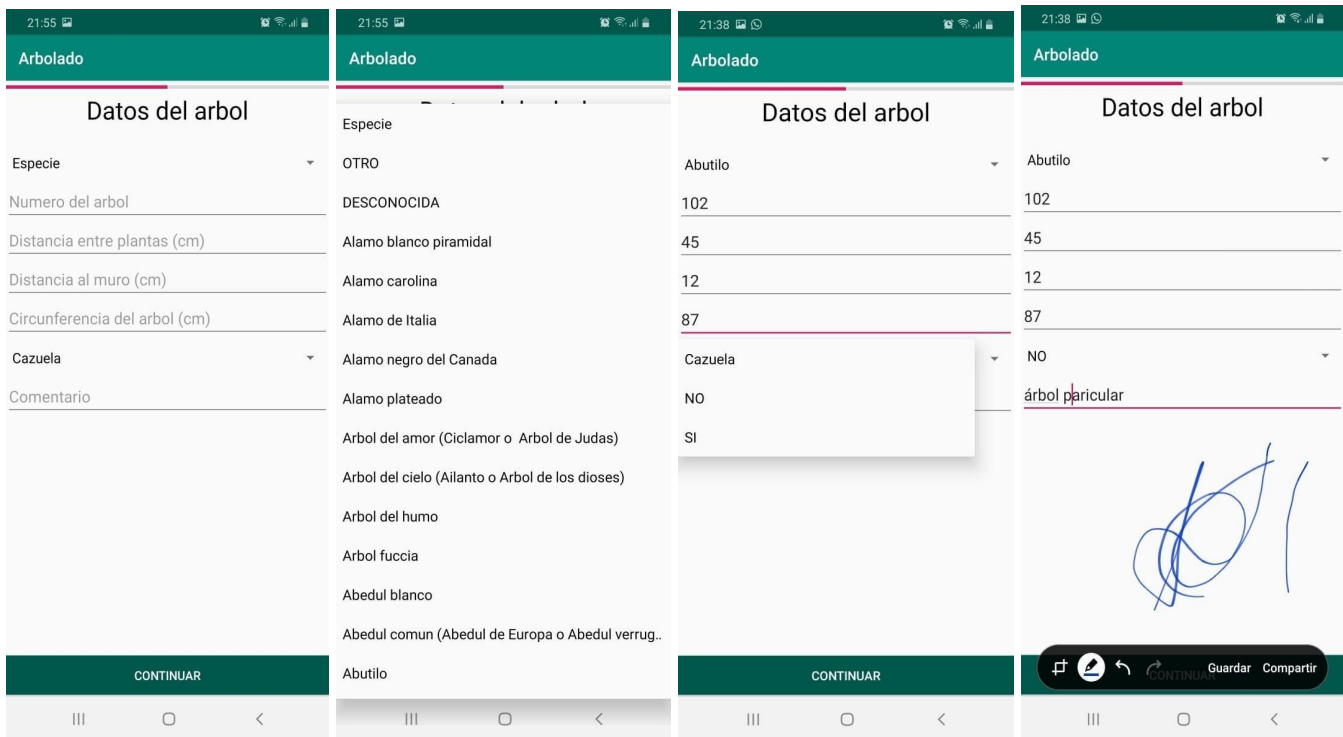 21:55
Arbolado
Datos del arbol
Especie
Numero del arbol
Distancia entre plantas (cm)
Distancia al muro (cm)
Circunferencia del arbol (cm)
Cazuela
Comentario
CONTINUAR
21:55
Arbolado
Especie
OTRO
DESCONOCIDA
Alamo blanco piramidal
Alamo carolina
Alamo de Italia
Alamo negro del Canada
Alamo plateado
Arbol del amor (Ciclamor o Arbol de Judas)
Arbol del cielo (Ailanto o Arbol de los dioses)
Arbol del humo
Arbol fuccia
Abedul blanco
Abedul comun (Abedul de Europa o Abedul verrug..
Abutilo
21:38
Arbolado
Datos del arbol
Abutilo
102
45
12
87
Cazuela
NO
SI
CONTINUAR
21:38
Arbolado
Datos del arbol
Abutilo
102
45
12
87
NO
árbol paricular
CONTINUAR Guardar Compartir